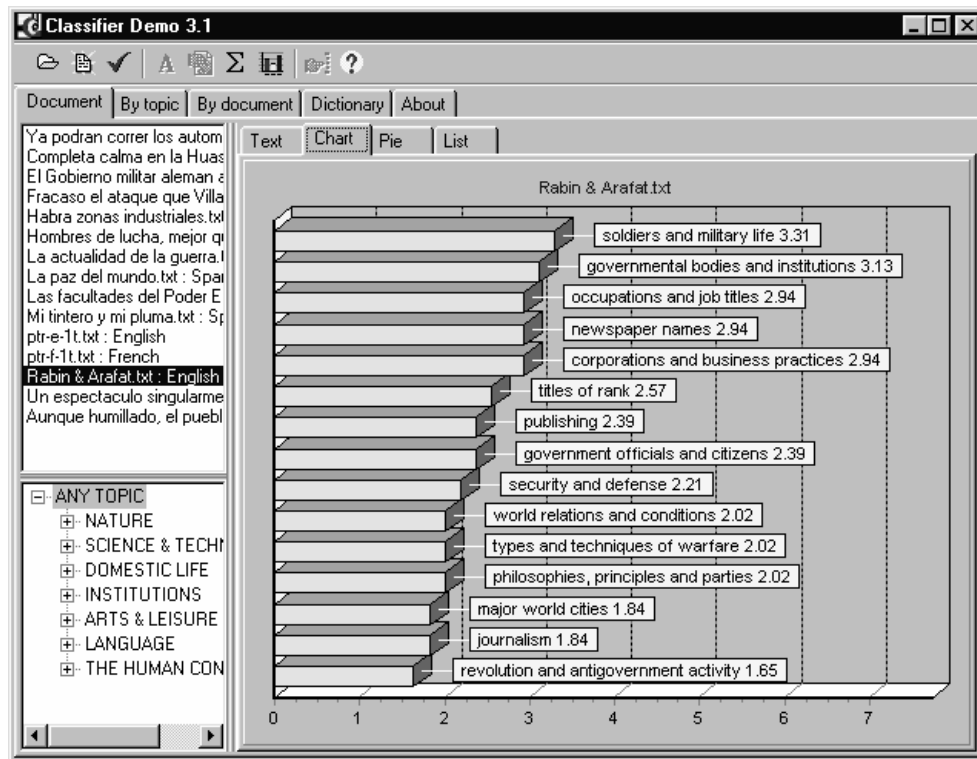 Classifier Demo 3.1
Document By topic By document Dictionary About
Ya podran correr los autom
Completa calma en la Huas
El Gobierno militar aleman a
Fracaso el ataque que Villa
Habra zonas industriales.txt
Hombres de lucha, mejor qu
La actualidad de la guerra.t
La paz del mundo.txt : Span
Las facultades del Poder E
Mi tintero y mi pluma.txt : Sp
ptr-e-1t.txt : English
ptr-f-1t.txt : French
Rabin & Arafat.txt : English
Un espectaculo singularme
Aunque humillado, el puebl
ANY TOPIC
NATURE
SCIENCE & TECHN
DOMESTIC LIFE
INSTITUTIONS
ARTS & LEISURE
LANGUAGE
THE HUMAN CON
Text Chart Pie List
Rabin & Arafat.txt
soldiers and military life 3.31
governmental bodies and institutions 3.13
occupations and job titles 2.94
newspaper names 2.94
corporations and business practices 2.94
titles of rank 2.57
publishing 2.39
government officials and citizens 2.39
security and defense 2.21
world relations and conditions 2.02
types and techniques of warfare 2.02
philosophies, principles and parties 2.02
major world cities 1.84
journalism 1.84
revolution and antigovernment activity 1.65
0 1 2 3 4 5 6 7